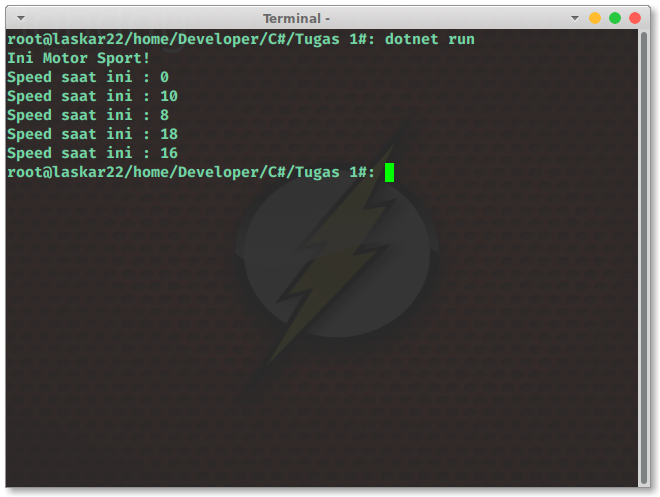 Terminal -
root@laskar22/home/Developer/C#/Tugas 1#: dotnet run
Ini Motor Sport!
Speed saat ini : 0
Speed saat ini : 10
Speed saat ini : 8
Speed saat ini : 18
Speed saat ini : 16
root@laskar22/home/Developer/C#/Tugas 1#: